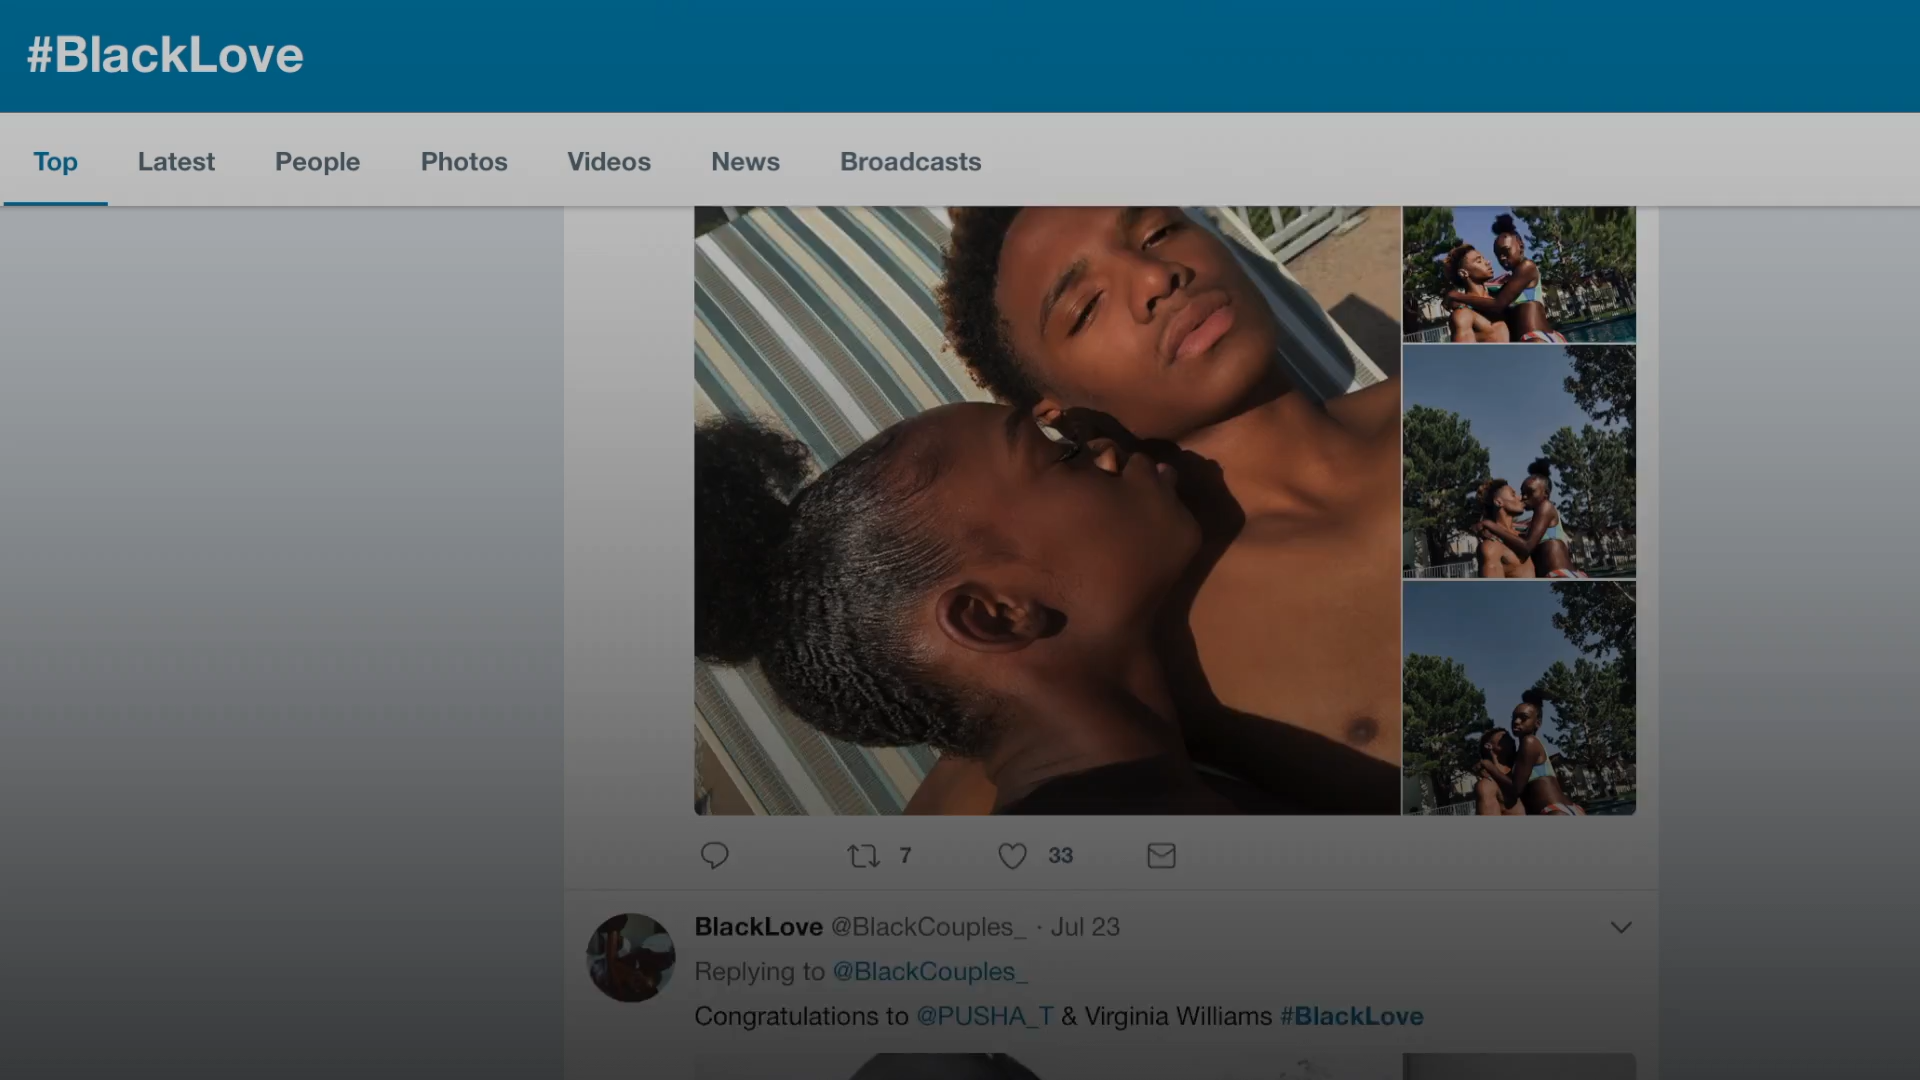 #BlackLove
Top Latest People Photos Videos News Broadcasts
7 33
BlackLove @BlackCouples_ · Jul 23
Replying to @BlackCouples_
Congratulations to @PUSHA_T & Virginia Williams #BlackLove